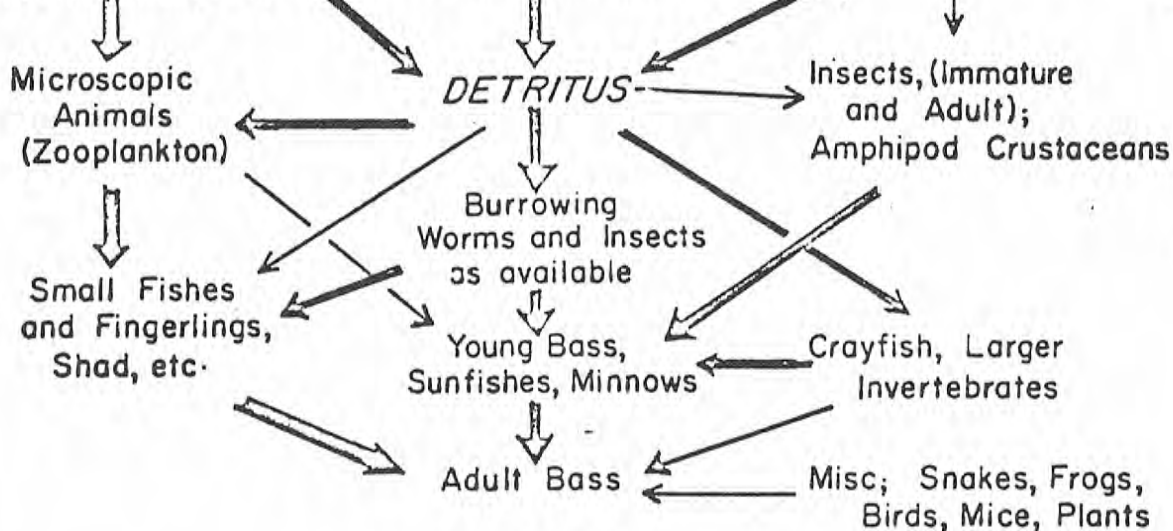 Microscopic
Animals
(Zooplankton)
DETRITUS
Insects, (Immature
and Adult);
Amphipod Crustaceans
Burrowing
Worms and Insects
as available
Small Fishes
and Fingerlings,
Shad, etc.
Young Bass,
Sunfishes, Minnows
Crayfish, Larger
Invertebrates
Adult Bass
Misc; Snakes, Frogs,
Birds, Mice, Plants